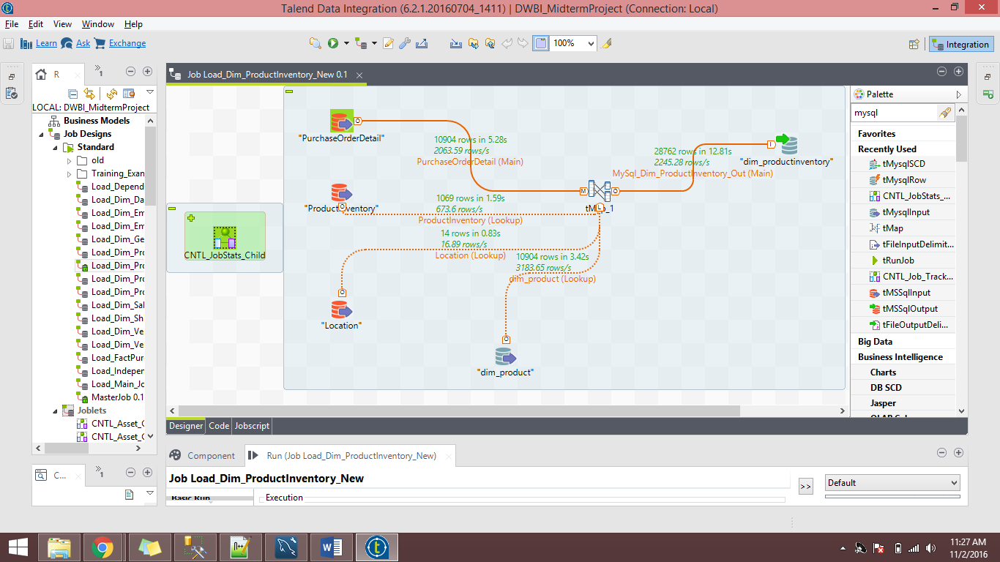 Talend Data Integration (6.2.1.20160704_1411) | DWBI_MidtermProject (Connection: Local)
File Edit View Window Help
Learn Ask Exchange 100% Integration
R
1
LOCAL: DWBI_MidtermProject
Business Models
Job Designs
Standard
old
Training_Exan
Load_Depend
Load_Dim_Da
Load_Dim_Em
Load_Dim_Em
Load_Dim_Ge
Load_Dim_Pro
Load_Dim_Pro
Load_Dim_Pro
Load_Dim_Pro
Load_Dim_Sal
Load_Dim_Sh
Load_Dim_Ve
Load_Dim_Ve
Load_FactPur
Load_Indepen
Load_Main_Jo
MasterJob 0.1
Joblets
CNTL_Asset_C
CNTL_Asset_C
C...
1
Job Load_Dim_ProductInventory_New 0.1
O
"PurchaseOrderDetail"
10904 rows in 5.28s
2063.59 rows/s
PurchaseOrderDetail (Main)
28762 rows in 12.81s
2245.28 rows/s
MySql_Dim_ProductInventory_Out (Main)
I
"dim_productinventory"
M O
O
1069 rows in 1.59s
673.6 rows/s
ProductInventory (Lookup)
14 rows in 0.83s
16.89 rows/s
Location (Lookup)
10904 rows in 3.42s
3183.65 rows/s
dim_product (Lookup)
CNTL_JobStats_Child
O
"Location"
O
"dim_product"
Designer Code Jobscript
Palette
mysql
Favorites
Recently Used
tMysqlSCD
tMysqlRow
CNTL_JobStats_...
tMysqlInput
tMap
tFileInputDelimit...
tRunJob
CNTL_Job_Track...
tMSSqlInput
tMSSqlOutput
tFileOutputDeli...
Big Data
Business Intelligence
Charts
DB SCD
Jasper
Component Run (Job Load_Dim_ProductInventory_New)
Job Load_Dim_ProductInventory_New
>> Default
Basic Run
Execution
11:27 AM
11/2/2016